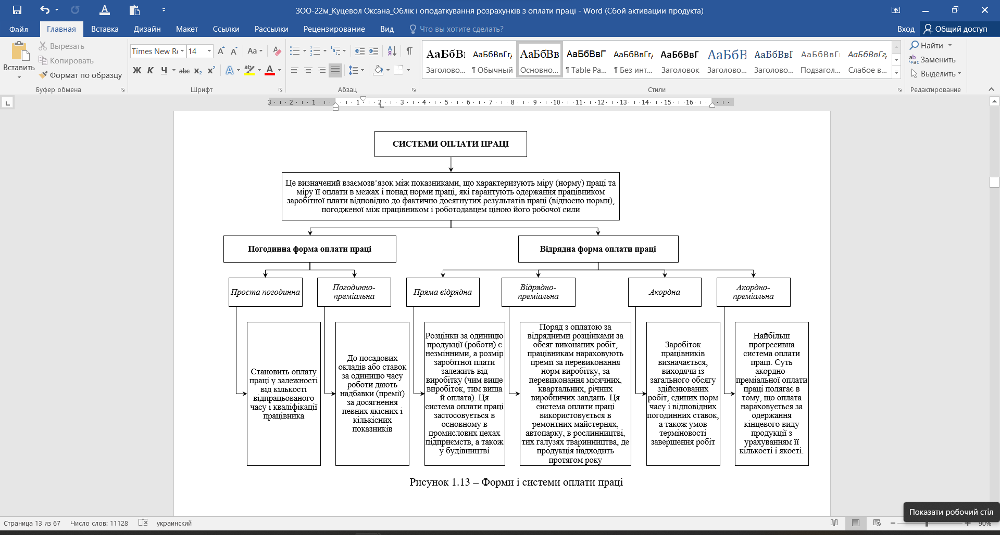 ЗОО-22м_Куцевол Оксана_Облік і оподаткування розрахунків з оплати праці - Word (Сбой активации продукта)
Файл
Главная
Вставка
Дизайн
Макет
Ссылки
Рассылки
Рецензирование
Вид
Что вы хотите сделать?
Вход
Общий доступ
Вставить
Вырезать
Копировать
Формат по образцу
Буфер обмена
Times New Rc
14
Aa
Ж К Ч abc x₂ x²
Шрифт
Абзац
АаБбВв
Заголово...
АаБбВвГг,
¶ Обычный
АаБбВв
Основно...
АаБбВвГ
¶ Table Pa...
АаБбВвГг,
¶ Без инт...
АаБбВвГ
Заголовок
АаБбВ
Заголово...
АаБбВвГ
Заголово...
АаБбВвГг
Подзагол...
АаБбВвГг,
Слабое в...
Стили
Найти
Заменить
Выделить
Редактирование
3 2 1 1 2 3 4 5 6 7 8 9 10 11 12 13 14 15 16
СИСТЕМИ ОПЛАТИ ПРАЦІ
Це визначений взаємозв’язок між показниками, що характеризують міру (норму) праці та
міру її оплати в межах і понад норми праці, які гарантують одержання працівником
заробітної плати відповідно до фактично досягнутих результатів праці (відносно норми),
погодженої між працівником і роботодавцем ціною його робочої сили
Погодинна форма оплати праці
Відрядна форма оплати праці
Проста погодинна
Погодинно-
преміальна
Пряма відрядна
Відрядно-
преміальна
Акордна
Акордно-
преміальна
Становить оплату
праці у залежності
від кількості
відпрацьованого
часу і кваліфікації
працівника
До посадових
окладів або ставок
за одиницю часу
роботи дають
надбавки (премії)
за досягнення
певних якісних і
кількісних
показників
Розцінки за одиницю
продукції (роботи) є
незмінними, а розмір
заробітної плати
залежить від
виробітку (чим вище
виробіток, тим вища
й оплата). Ця
система оплати праці
застосовується в
основному в
промислових цехах
підприємств, а також
у будівництві
Поряд з оплатою за
відрядними розцінками за
обсяг виконаних робіт,
працівникам нараховують
премії за перевиконання
норм виробітку, за
перевиконання місячних,
квартальних, річних
виробничих завдань. Ця
система оплати праці
використовується в
ремонтних майстернях,
автопарку, в рослинництві,
тих галузях тваринництва, де
продукція надходить
протягом року
Заробіток
працівників
визначається,
виходячи із
загального обсягу
здійснюваних
робіт, єдиних норм
часу і відповідних
погодинних ставок,
а також умов
терміновості
завершення робіт
Найбільш
прогресивна
система оплати
праці. Суть
акордно-
преміальної оплати
праці полягає в
тому, що оплата
нараховується за
одержання
кінцевого виду
продукції з
урахуванням її
кількості і якості.
Рисунок 1.13 – Форми і системи оплати праці
Показати робочий стіл
Страница 13 из 67
Число слов: 11128
украинский
90%